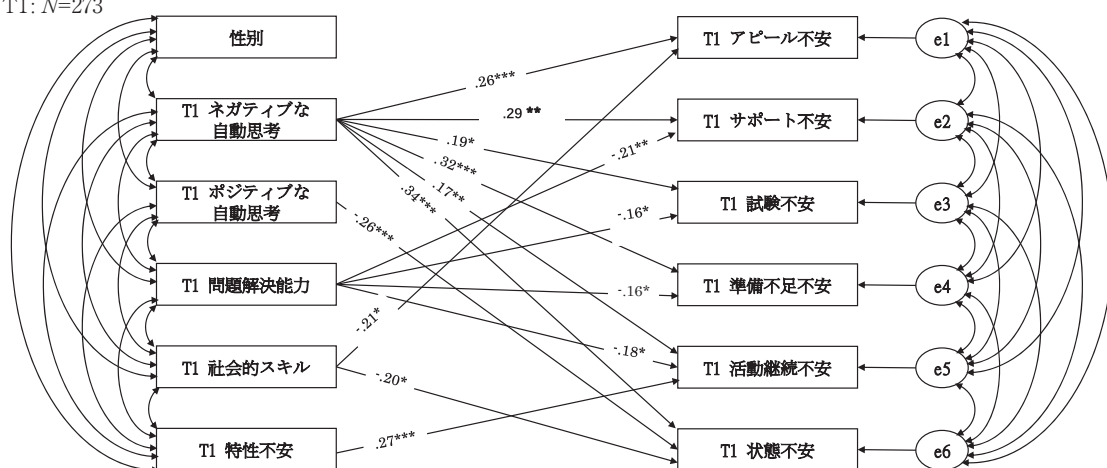 T1: N=273
性別
T1 アピール不安
e1
.26***
T1 ネガティブな
自動思考
.29 **
T1 サポート不安
e2
.19*
-.21**
.32***
.17**
.34***
T1 ポジティブな
自動思考
T1 試験不安
e3
-.16*
-.26***
T1 問題解決能力
-.16*
T1 準備不足不安
e4
-.21*
-.18*
T1 社会的スキル
-.20*
T1 活動継続不安
e5
.27***
T1 特性不安
T1 状態不安
e6